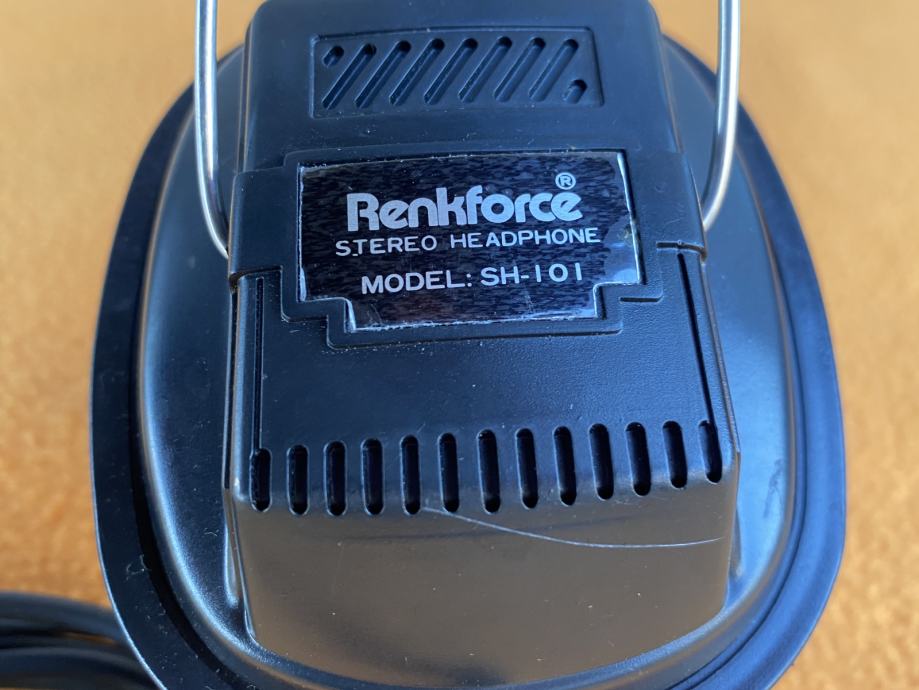 Renkforce®
STEREO HEADPHONE
MODEL: SH-101